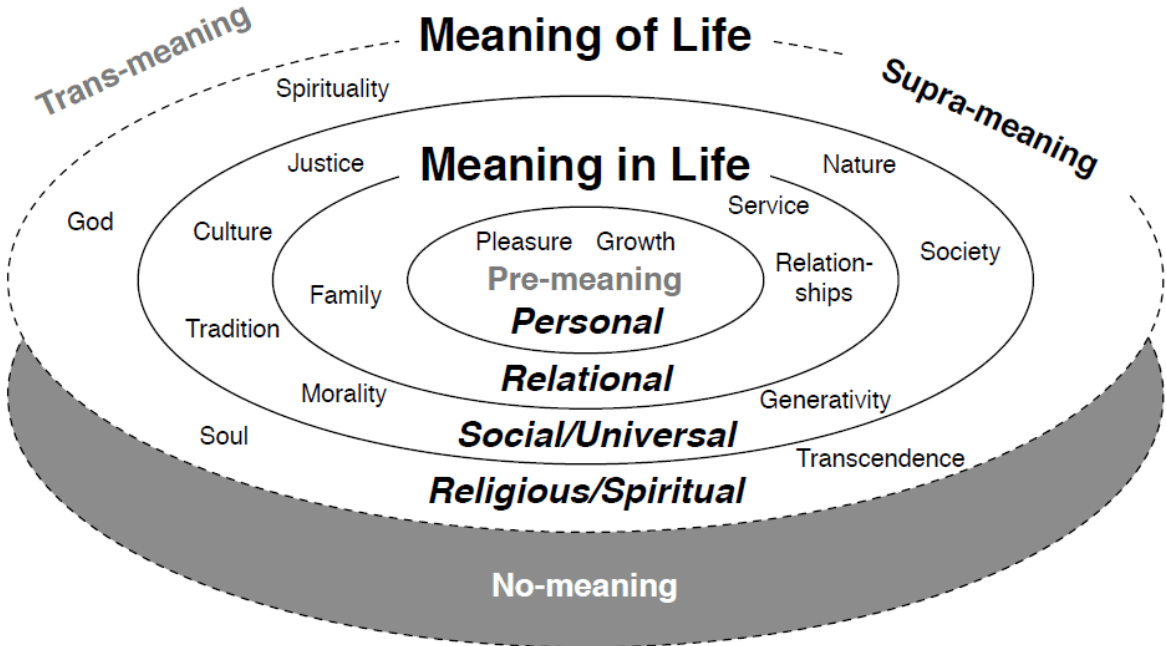 Meaning of Life
Trans-meaning
Supra-meaning
Spirituality
Justice
Meaning in Life
Nature
God
Culture
Service
Society
Pleasure Growth
Pre-meaning
Relation-
ships
Family
Personal
Tradition
Relational
Morality
Generativity
Soul
Social/Universal
Transcendence
Religious/Spiritual
No-meaning